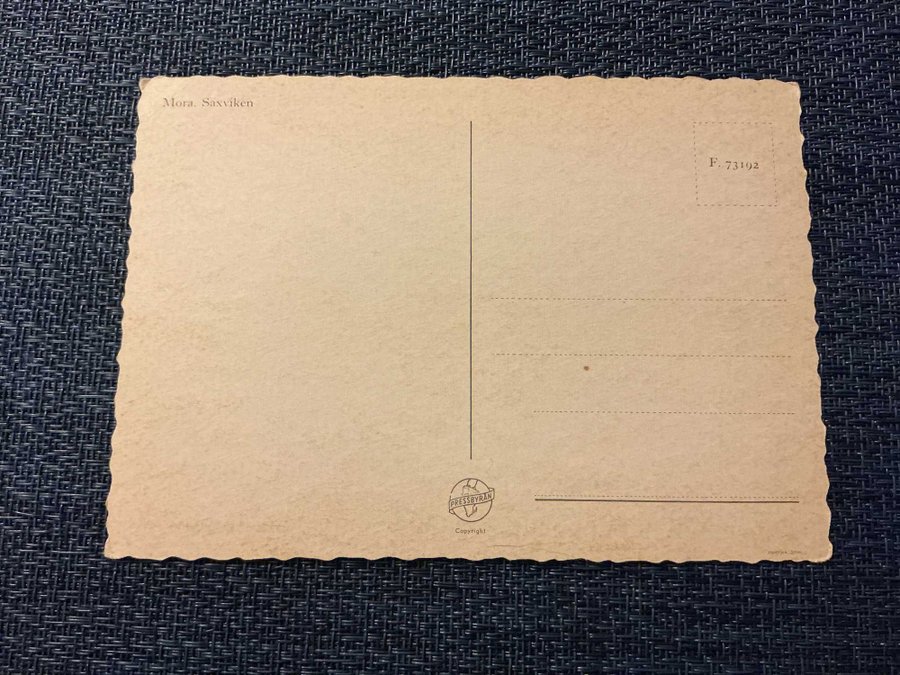 Mora. Saxviken
F. 73192
PRESSBYRÅN
Copyright